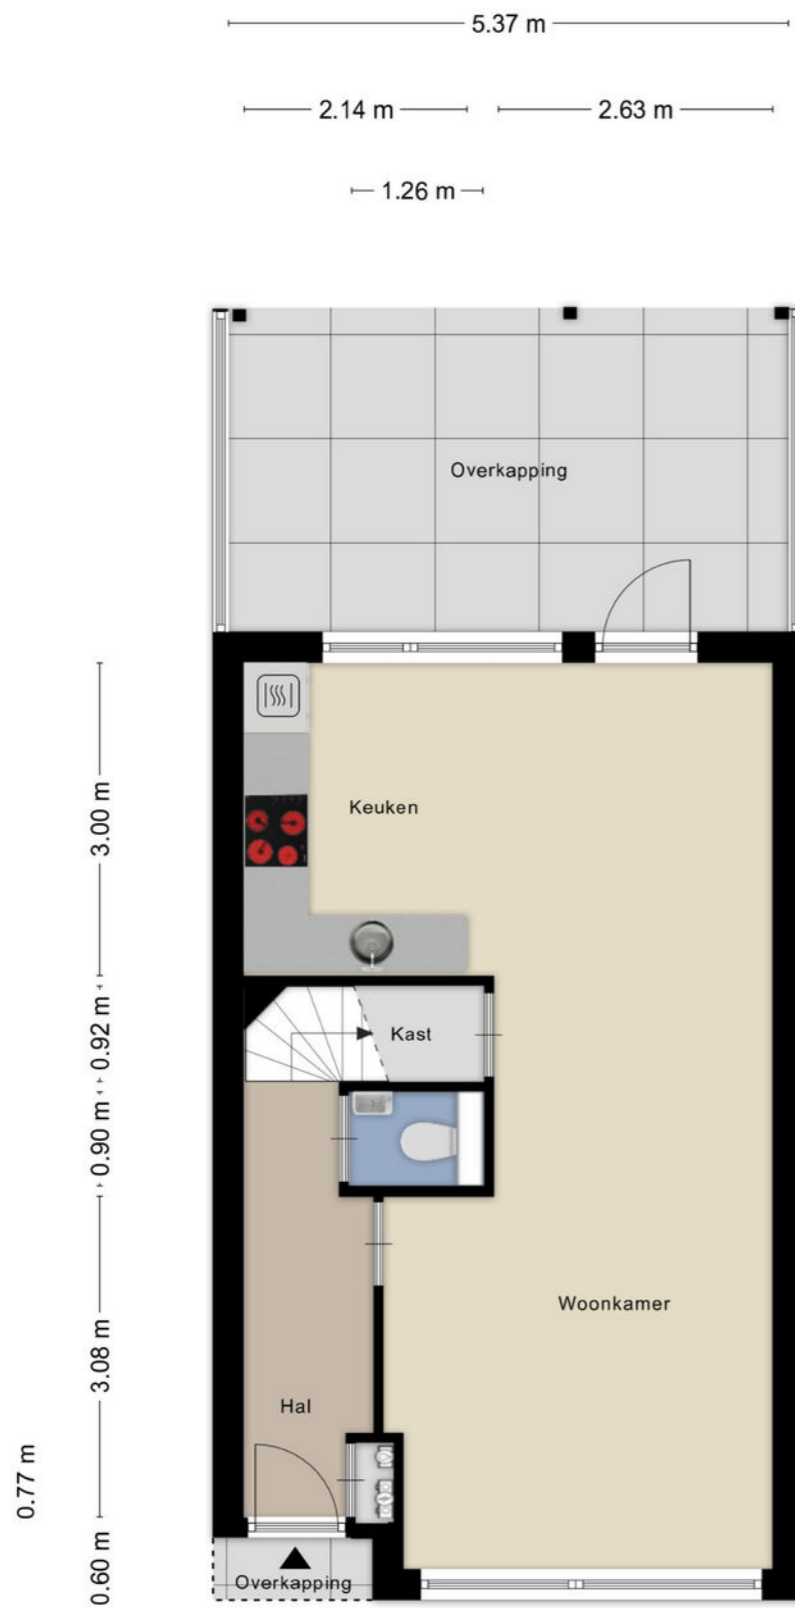 5.37 m
2.14 m
2.63 m
1.26 m
Overkapping
3.00 m
Keuken
0.92 m
Kast
0.90 m
Woonkamer
3.08 m
Hal
0.77 m
0.60 m
Overkapping